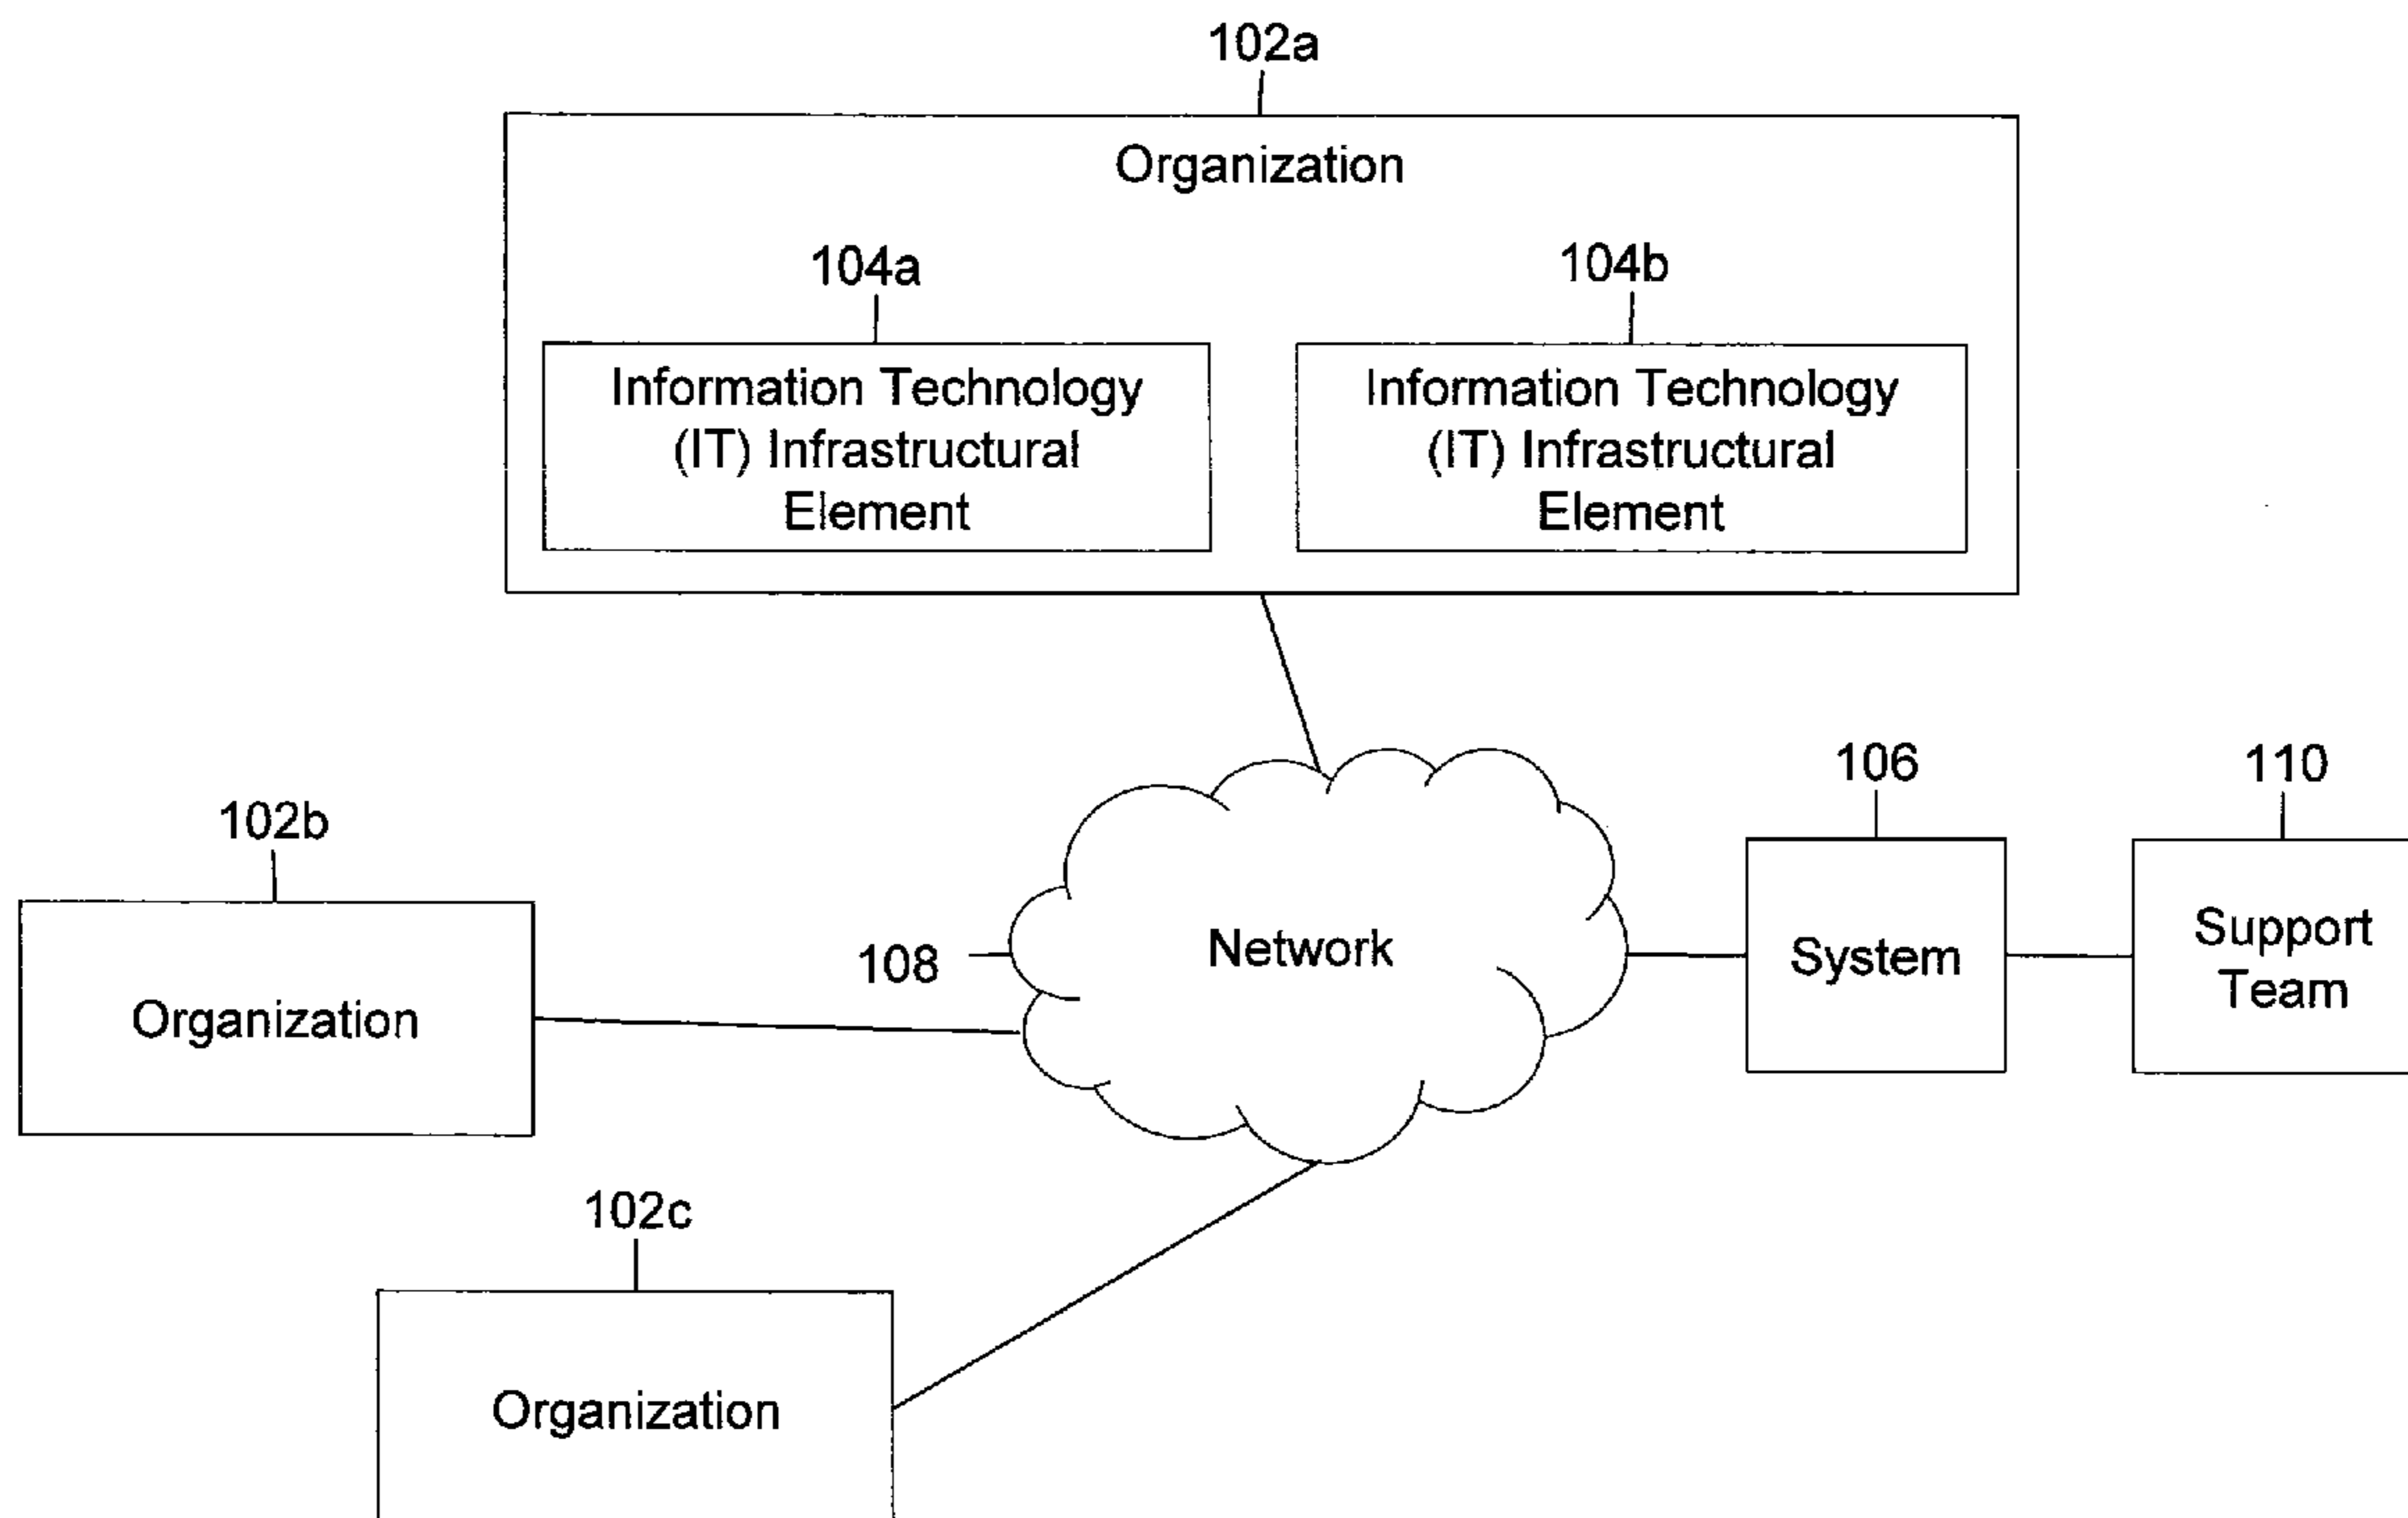 102a
Organization
104a
104b
Information Technology
(IT) Infrastructural
Element
Information Technology
(IT) Infrastructural
Element
106
110
102b
108
Network
System
Support
Team
Organization
102c
Organization